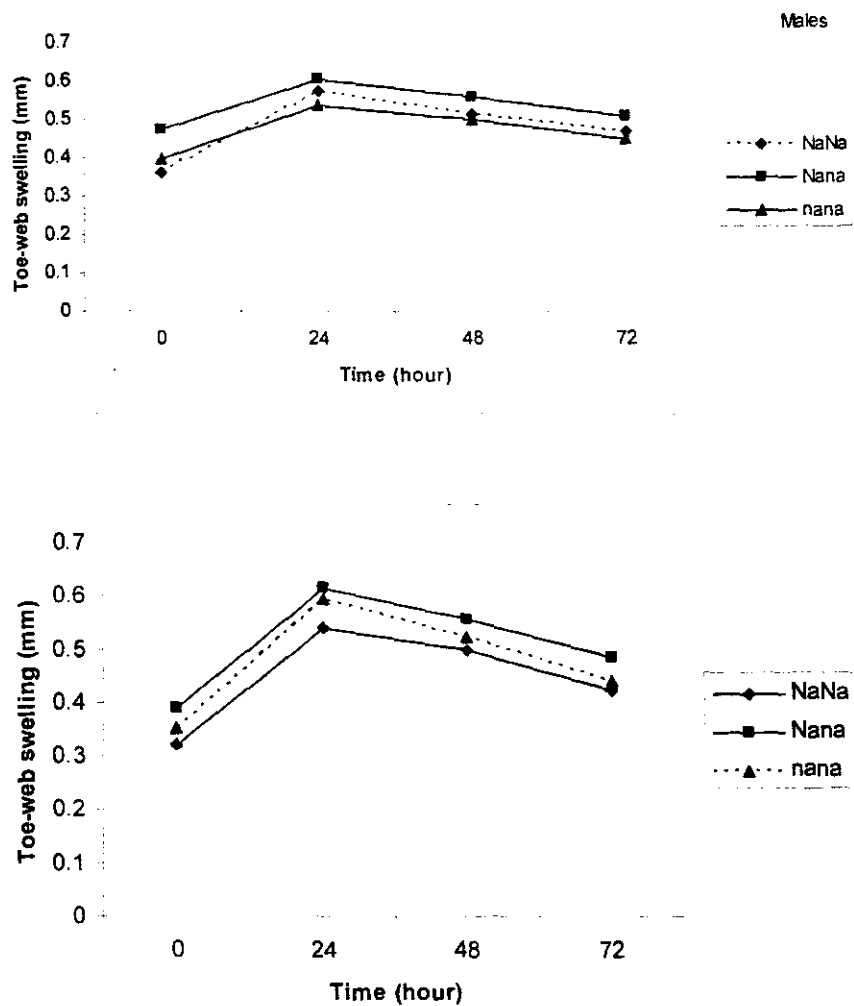 Males
0.7
0.6
0.5
0.4
0.3
0.2
0.1
0
Toe-web swelling (mm)
0 24 48 72
Time (hour)
NaNa
Nana
nana
0.7
0.6
0.5
0.4
0.3
0.2
0.1
0
Toe-web swelling (mm)
0 24 48 72
Time (hour)
NaNa
Nana
nana